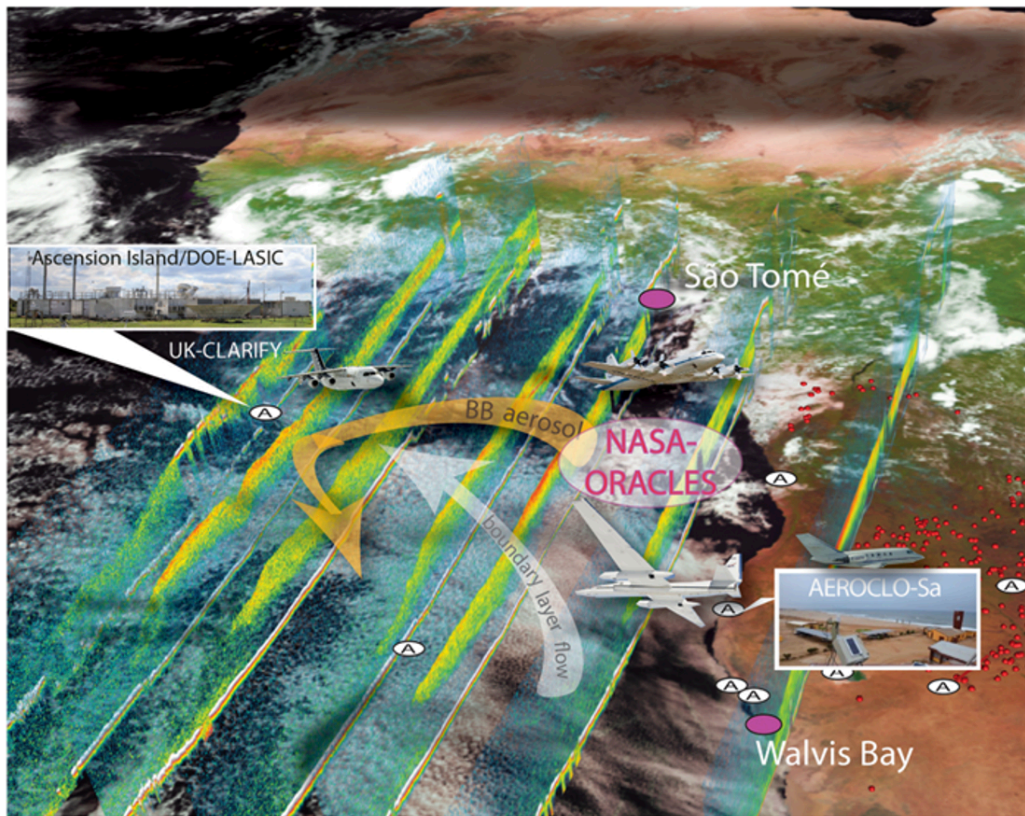 Ascension Island/DOE-LASIC
São Tomé
UK-CLARIFY
A
BB aerosol
NASA-
ORACLES
A
boundary layer flow
AEROCLO-Sa
A
A
A
A
A
A
A
Walvis Bay